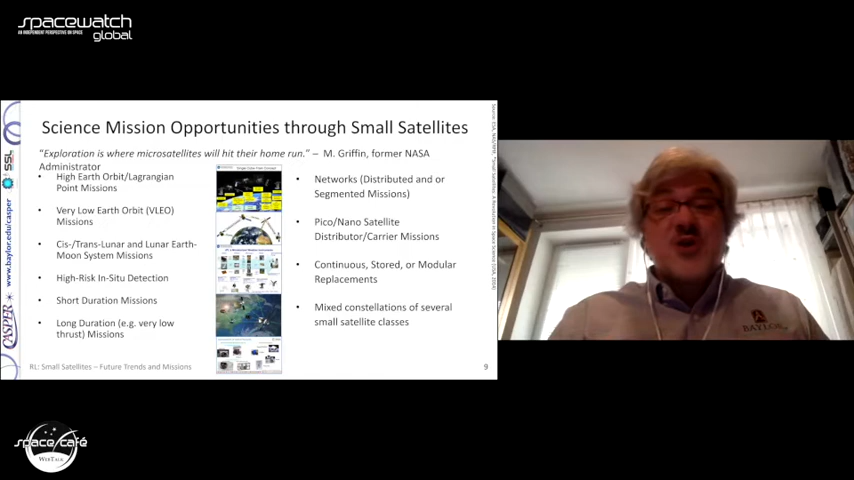 spacewatch
AN INDEPENDENT PERSPECTIVE ON SPACE
global
Science Mission Opportunities through Small Satellites
"Exploration is where microsatellites will hit their home run." – M. Griffin, former NASA
Administrator
• High Earth Orbit/Lagrangian
Point Missions
• Very Low Earth Orbit (VLEO)
Missions
• Cis-/Trans-Lunar and Lunar Earth-
Moon System Missions
• High-Risk In-Situ Detection
• Short Duration Missions
• Long Duration (e.g. very low
thrust) Missions
• Networks (Distributed and or
Segmented Missions)
• Pico/Nano Satellite
Distributor/Carrier Missions
• Continuous, Stored, or Modular
Replacements
• Mixed constellations of several
small satellite classes
RL: Small Satellites – Future Trends and Missions
9
CASPER
www.baylor.edu/casper
SSL
BAYLOR
space/café
WebTalk